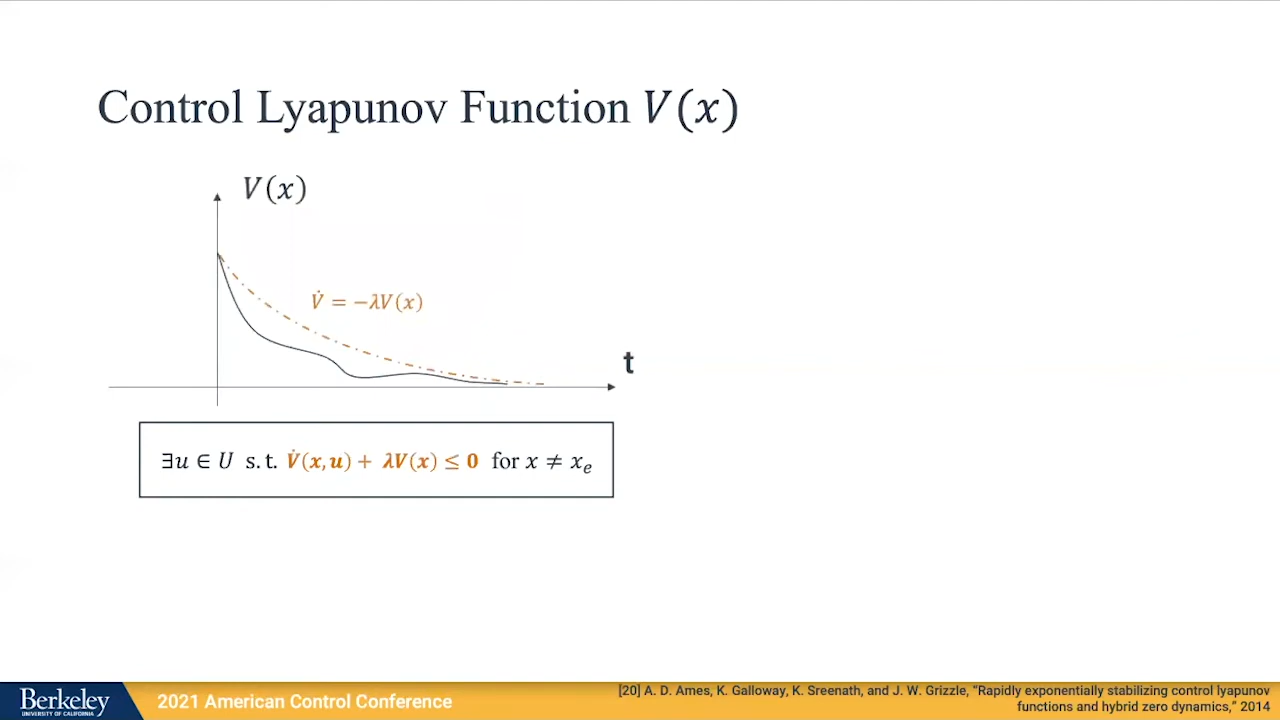 Control Lyapunov Function 𝑉(𝑥)
𝑉(𝑥)
V̇ = −λV(x)
t
∃u ∈ U s.t. V̇(x, u) + λV(x) ≤ 0 for x ≠ xₑ
Berkeley
UNIVERSITY OF CALIFORNIA
2021 American Control Conference
[20] A. D. Ames, K. Galloway, K. Sreenath, and J. W. Grizzle, “Rapidly exponentially stabilizing control lyapunov
functions and hybrid zero dynamics,” 2014